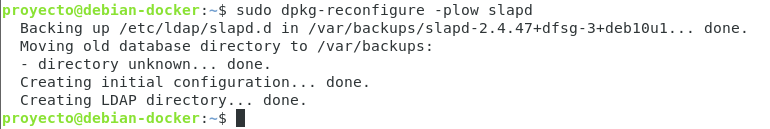 proyecto@debian-docker:~$ sudo dpkg-reconfigure -plow slapd
  Backing up /etc/ldap/slapd.d in /var/backups/slapd-2.4.47+dfsg-3+deb10u1... done.
  Moving old database directory to /var/backups:
  - directory unknown... done.
  Creating initial configuration... done.
  Creating LDAP directory... done.
proyecto@debian-docker:~$